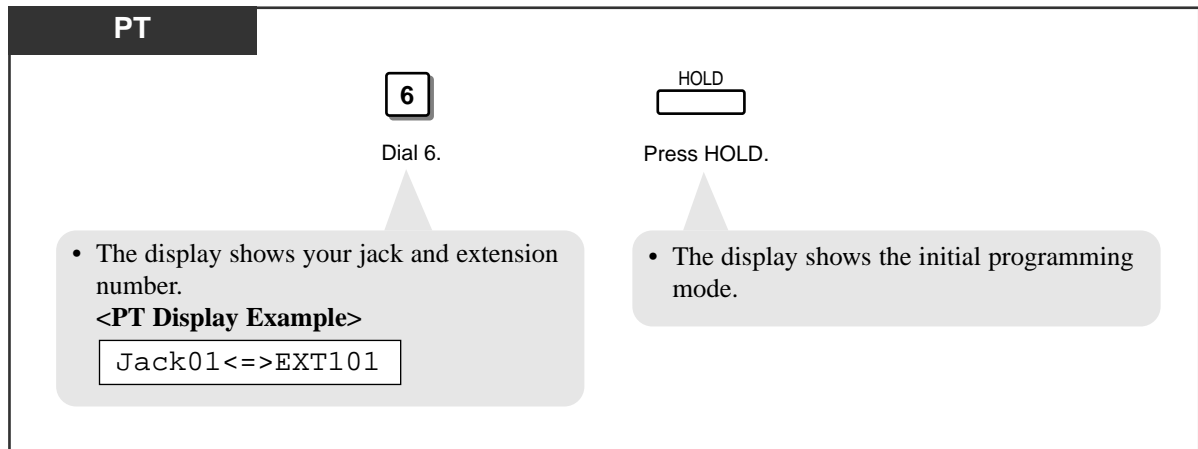 PT
6
HOLD
Dial 6.
Press HOLD.
• The display shows your jack and extension
number.
<PT Display Example>
Jack01<=>EXT101
• The display shows the initial programming
mode.